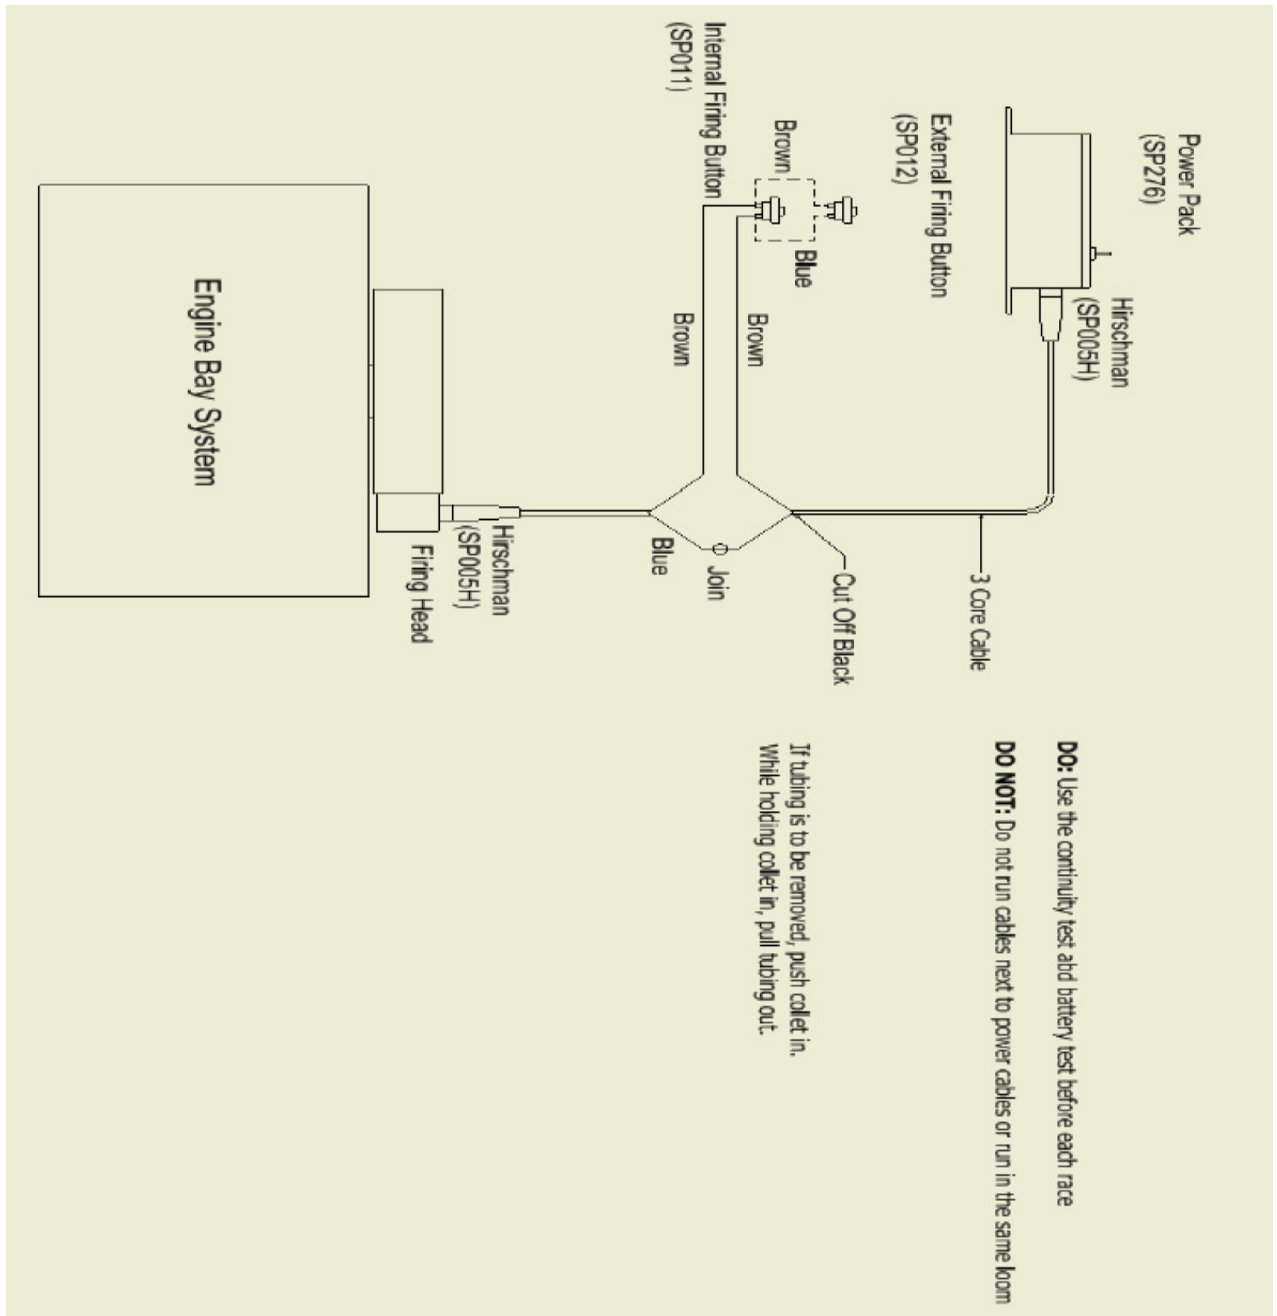 Power Pack
(SP276)
Hirschman
(SP005H)
External Firing Button
(SP012)
3 Core Cable
Cut Off Black
Brown
Blue
Internal Firing Button
(SP011)
Brown
Brown
Join
Blue
Hirschman
(SP005H)
Firing Head
Engine Bay System
DO: Use the continuity test abd battery test before each race
DO NOT: Do not run cables next to power cables or run in the same loom
If tubing is to be removed, push collet in.
While holding collet in, pull tubing out.